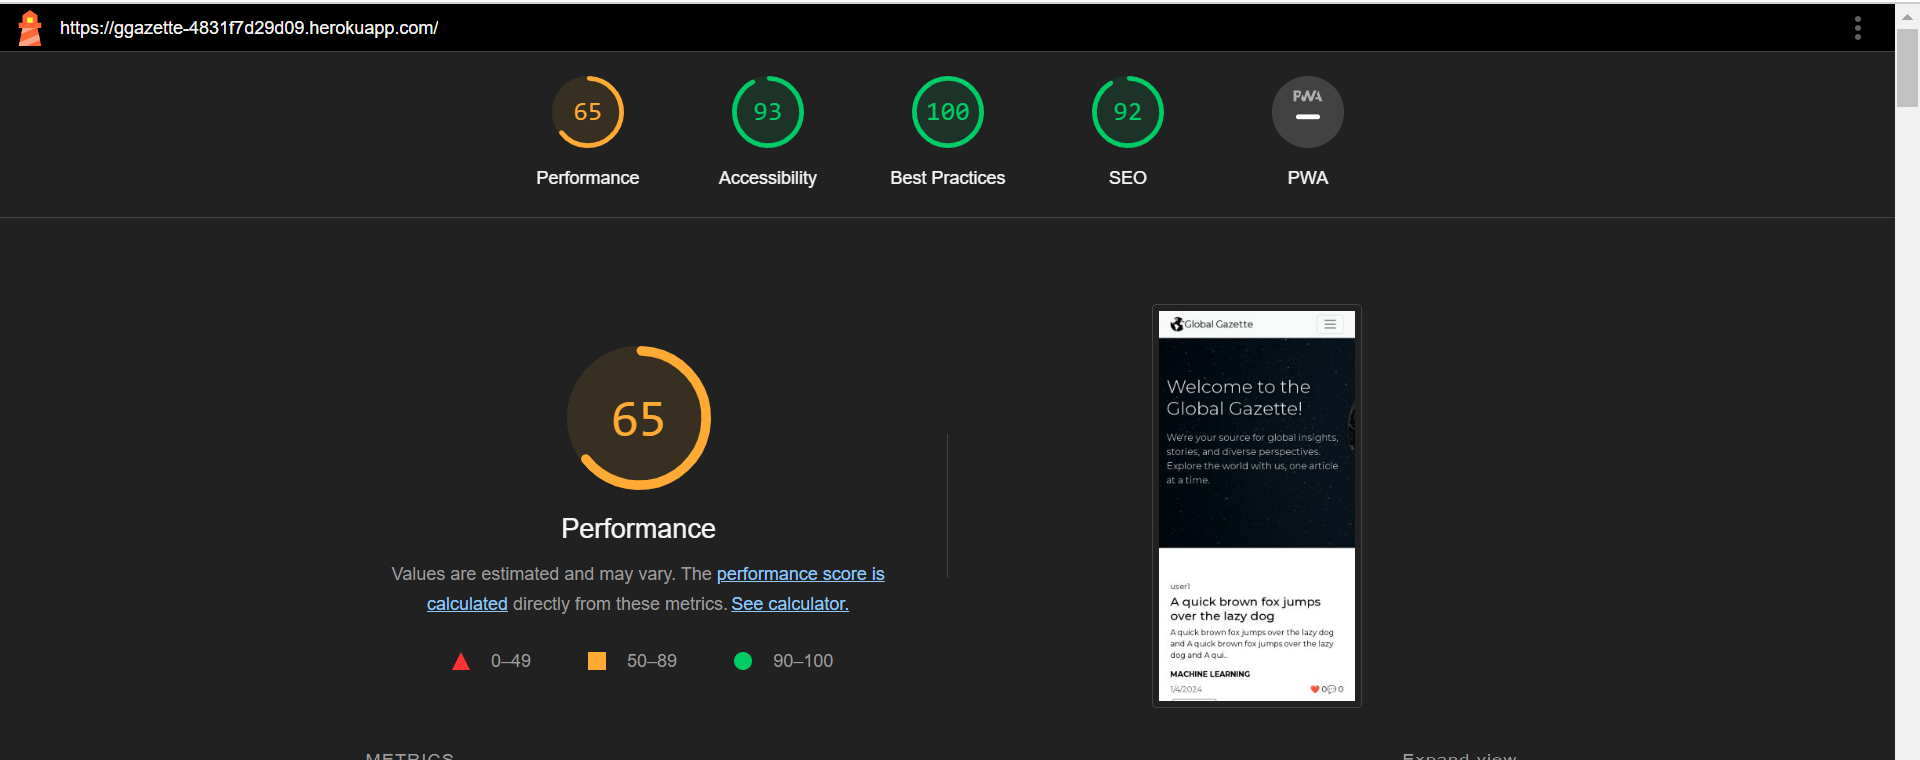 https://ggazette-4831f7d29d09.herokuapp.com/
65 93 100 92 PWA
Performance Accessibility Best Practices SEO PWA
65
Performance
Values are estimated and may vary. The performance score is
calculated directly from these metrics. See calculator.
0–49 50–89 90–100
Global Gazette
Welcome to the
Global Gazette!
We're your source for global insights,
stories, and diverse perspectives.
Explore the world with us, one article
at a time.
user1
A quick brown fox jumps
over the lazy dog
A quick brown fox jumps over the lazy dog
and A quick brown fox jumps over the lazy
dog and A qui...
MACHINE LEARNING
1/4/2024 0 0
METRICS Expand view